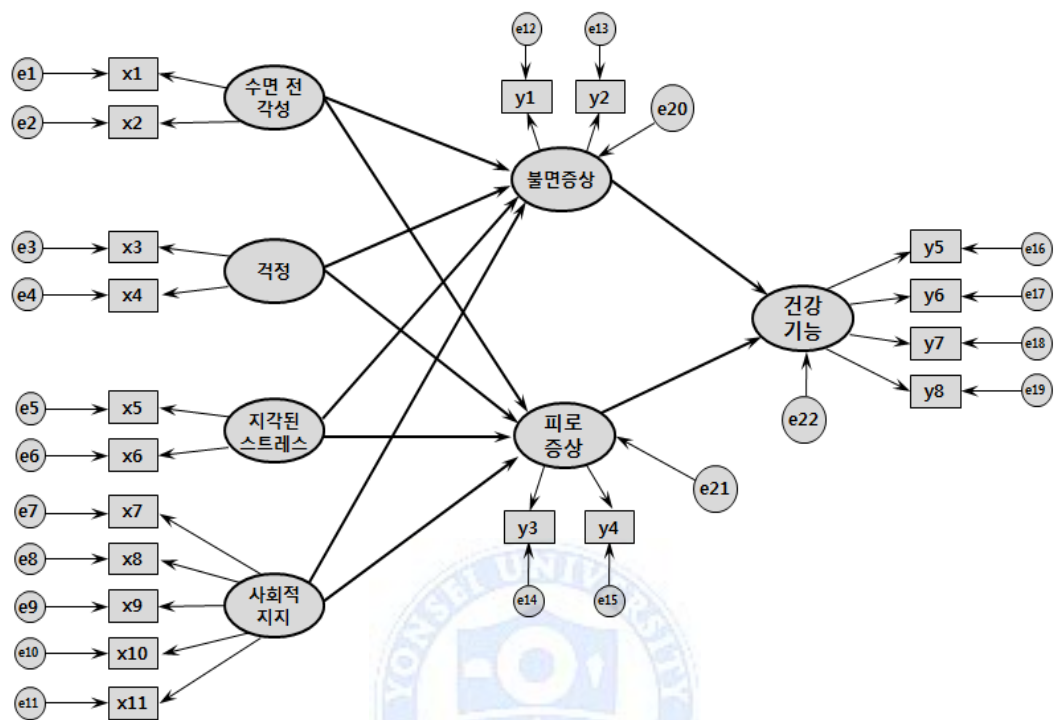 e12
e13
e1
x1
수면 전
각성
y1
y2
e20
e2
x2
불면증상
e3
x3
걱정
e4
x4
y5
e16
건강
기능
y6
e17
y7
e18
y8
e19
e22
e5
x5
지각된
스트레스
e6
x6
피로
증상
e21
e7
x7
y3
y4
e8
x8
e9
x9
사회적
지지
e14
e15
e10
x10
e11
x11
YONSEI UNIVERSITY